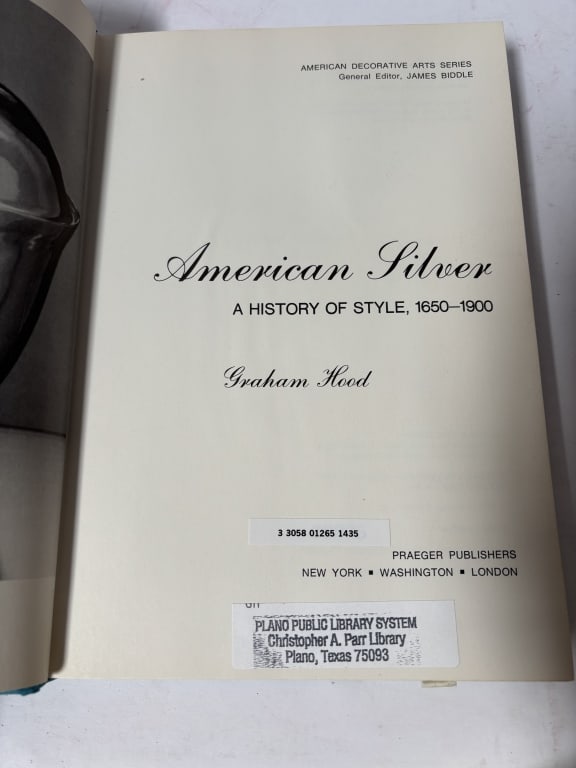 AMERICAN DECORATIVE ARTS SERIES
General Editor, JAMES BIDDLE
American Silver
A HISTORY OF STYLE, 1650—1900
Graham Hood
3 3058 01265 1435
PRAEGER PUBLISHERS
NEW YORK ▪ WASHINGTON ▪ LONDON
PLANO PUBLIC LIBRARY SYSTEM
Christopher A. Parr Library
Plano, Texas 75093